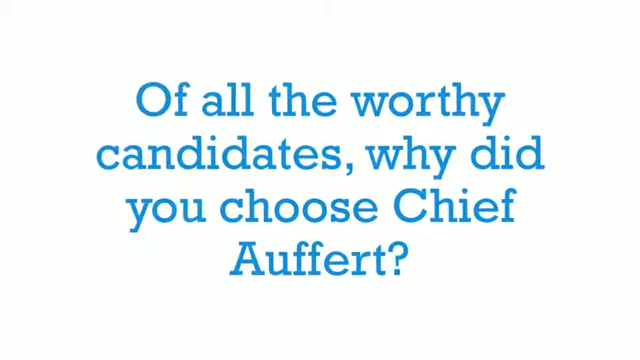 Of all the worthy
candidates, why did
you choose Chief
Auffert?